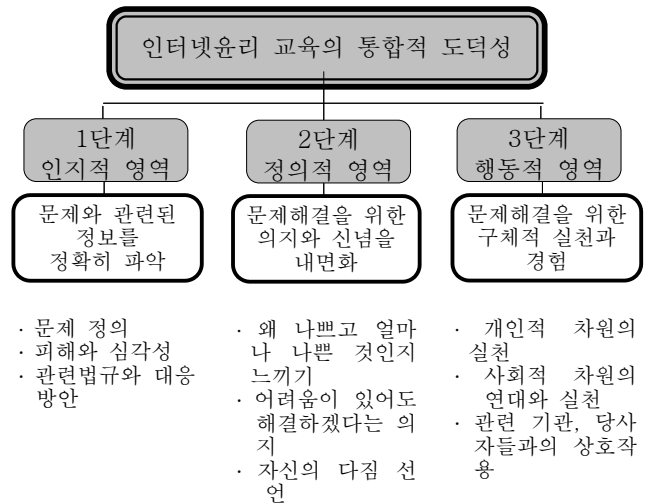 인터넷윤리 교육의 통합적 도덕성
1단계
인지적 영역
문제와 관련된
정보를
정확히 파악
· 문제 정의
· 피해와 심각성
· 관련법규와 대응
방안
2단계
정의적 영역
문제해결을 위한
의지와 신념을
내면화
· 왜 나쁘고 얼마
나 나쁜 것인지
느끼기
· 어려움이 있어도
해결하겠다는 의
지
· 자신의 다짐 선
언
3단계
행동적 영역
문제해결을 위한
구체적 실천과
경험
· 개인적 차원의
실천
· 사회적 차원의
연대와 실천
· 관련 기관, 당사
자들과의 상호작
용